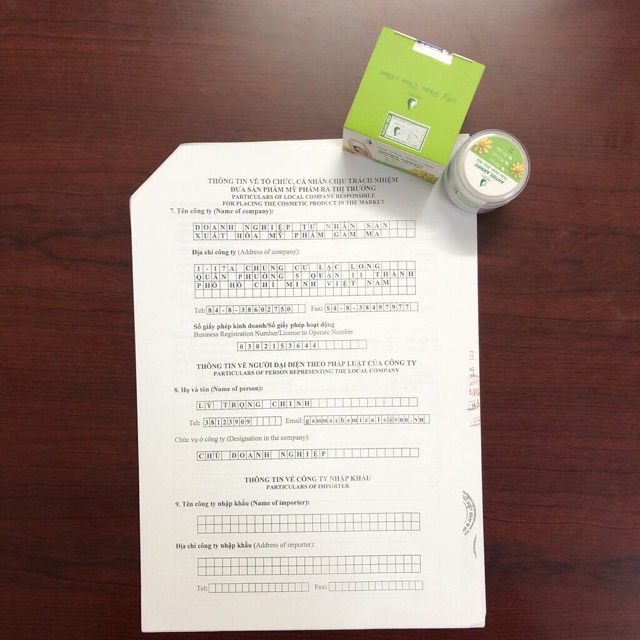 Mỹ Phẩm Thiên Nhiên
THÔNG TIN VỀ TỔ CHỨC, CÁ NHÂN CHỊU TRÁCH NHIỆM
ĐƯA SẢN PHẨM MỸ PHẨM RA THỊ TRƯỜNG
PARTICULARS OF LOCAL COMPANY RESPONSIBLE
FOR PLACING THE COSMETIC PRODUCT IN THE MARKET
7. Tên công ty (Name of company):
DOANH NGHIỆP TƯ NHÂN SẢN
XUẤT HÓA MỸ PHẨM GAM MA
Địa chỉ công ty (Address of company):
1-17A CHUNG CƯ LẠC LONG
QUÂN PHƯỜNG 5 QUẬN 11 THÀNH
PHỐ HỒ CHÍ MINH VIỆT NAM
Tel: 84-8-38602750 Fax: 84-8-38497977
Số giấy phép kinh doanh/Số giấy phép hoạt động
Business Registration Number/License to Operate Number
0302153644
THÔNG TIN VỀ NGƯỜI ĐẠI DIỆN THEO PHÁP LUẬT CỦA CÔNG TY
PARTICULARS OF PERSON REPRESENTING THE LOCAL COMPANY
8. Họ và tên (Name of person):
LÝ TRỌNG CHINH
Tel: 38123909 Email:
Chức vụ ở công ty (Designation in the company):
CHỦ DOANH NGHIỆP
THÔNG TIN VỀ CÔNG TY NHẬP KHẨU
PARTICULARS OF IMPORTER
9. Tên công ty nhập khẩu (Name of importer):
Địa chỉ công ty nhập khẩu (Address of importer):
Tel: Fax: